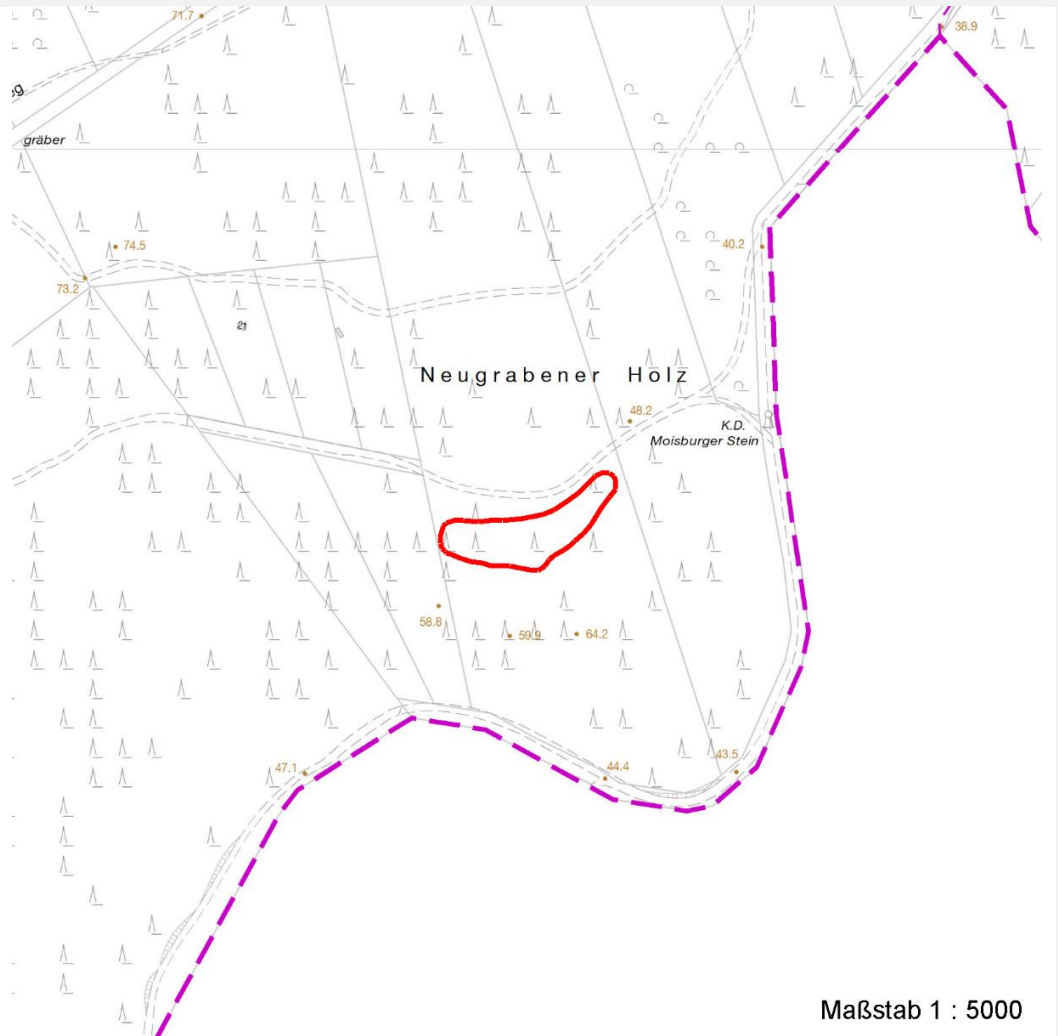 71.7
38.9
gräber
74.5
40.2
73.2
21
Neugrabener Holz
48.2
K.D.
Moisburger Stein
58.8
59.9
64.2
47.1
44.4
43.5
Maßstab 1 : 5000